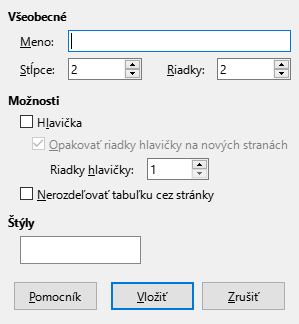 Všeobecné
Meno:
Stĺpce: 2 Riadky: 2
Možnosti
Hlavička
Opakovať riadky hlavičky na nových stranách
Riadky hlavičky: 1
Nerozdeľovať tabuľku cez stránky
Štýly
Pomocník Vložiť Zrušiť